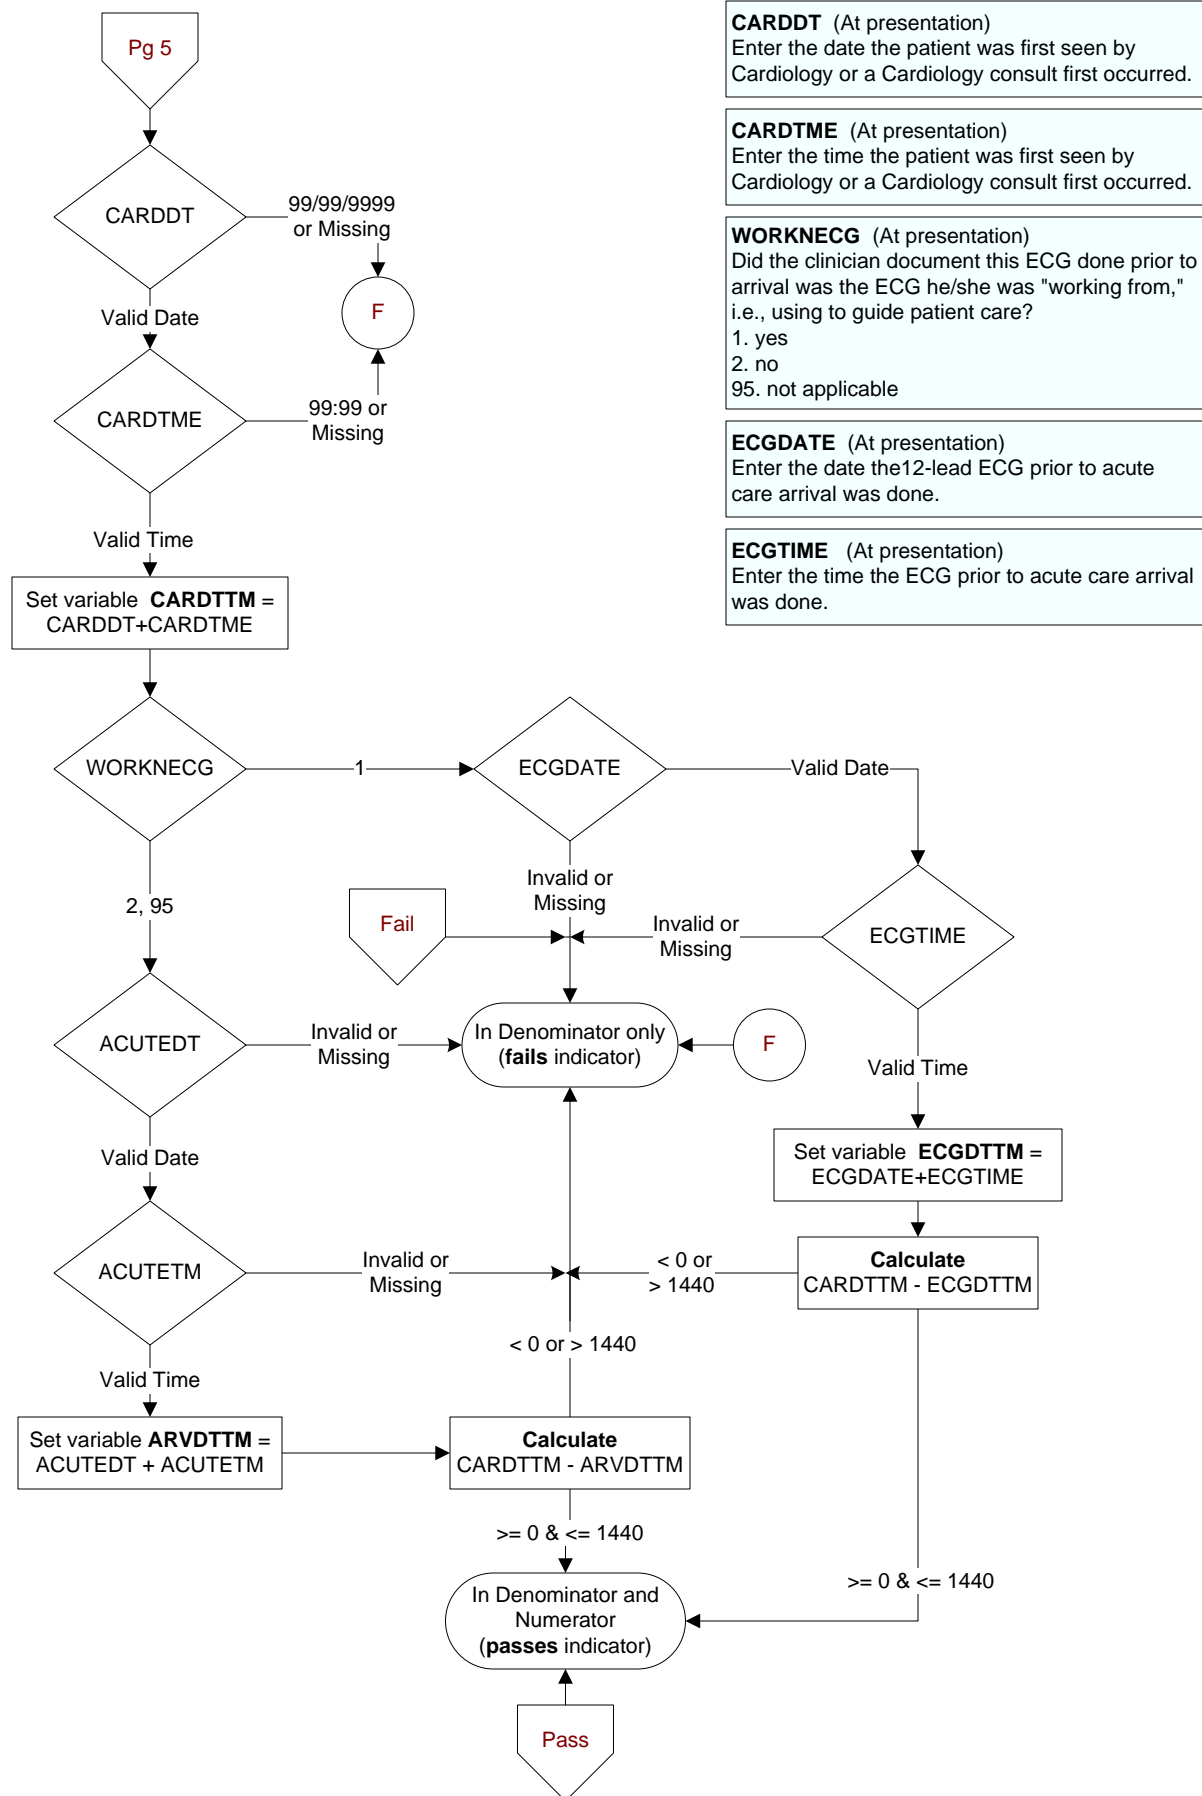 Pg 5
CARDDT
99/99/9999
or Missing
F
Valid Date
CARDTME
99:99 or
Missing
Valid Time
Set variable CARDTTM =
CARDDT+CARDTME
CARDDT (At presentation)
Enter the date the patient was first seen by
Cardiology or a Cardiology consult first occurred.
CARDTME (At presentation)
Enter the time the patient was first seen by
Cardiology or a Cardiology consult first occurred.
WORKNECG (At presentation)
Did the clinician document this ECG done prior to
arrival was the ECG he/she was "working from,"
i.e., using to guide patient care?
1. yes
2. no
95. not applicable
ECGDATE (At presentation)
Enter the date the12-lead ECG prior to acute
care arrival was done.
ECGTIME (At presentation)
Enter the time the ECG prior to acute care arrival
was done.
WORKNECG
1
ECGDATE
Valid Date
2, 95
Invalid or
Missing
Fail
Invalid or
Missing
ECGTIME
ACUTEDT
Invalid or
Missing
In Denominator only
(fails indicator)
F
Valid Time
Valid Date
Set variable ECGDTTM =
ECGDATE+ECGTIME
ACUTETM
Invalid or
Missing
< 0 or
> 1440
Calculate
CARDTTM - ECGDTTM
< 0 or > 1440
Valid Time
Set variable ARVDTTM =
ACUTEDT + ACUTETM
Calculate
CARDTTM - ARVDTTM
>= 0 & <= 1440
>= 0 & <= 1440
In Denominator and
Numerator
(passes indicator)
Pass